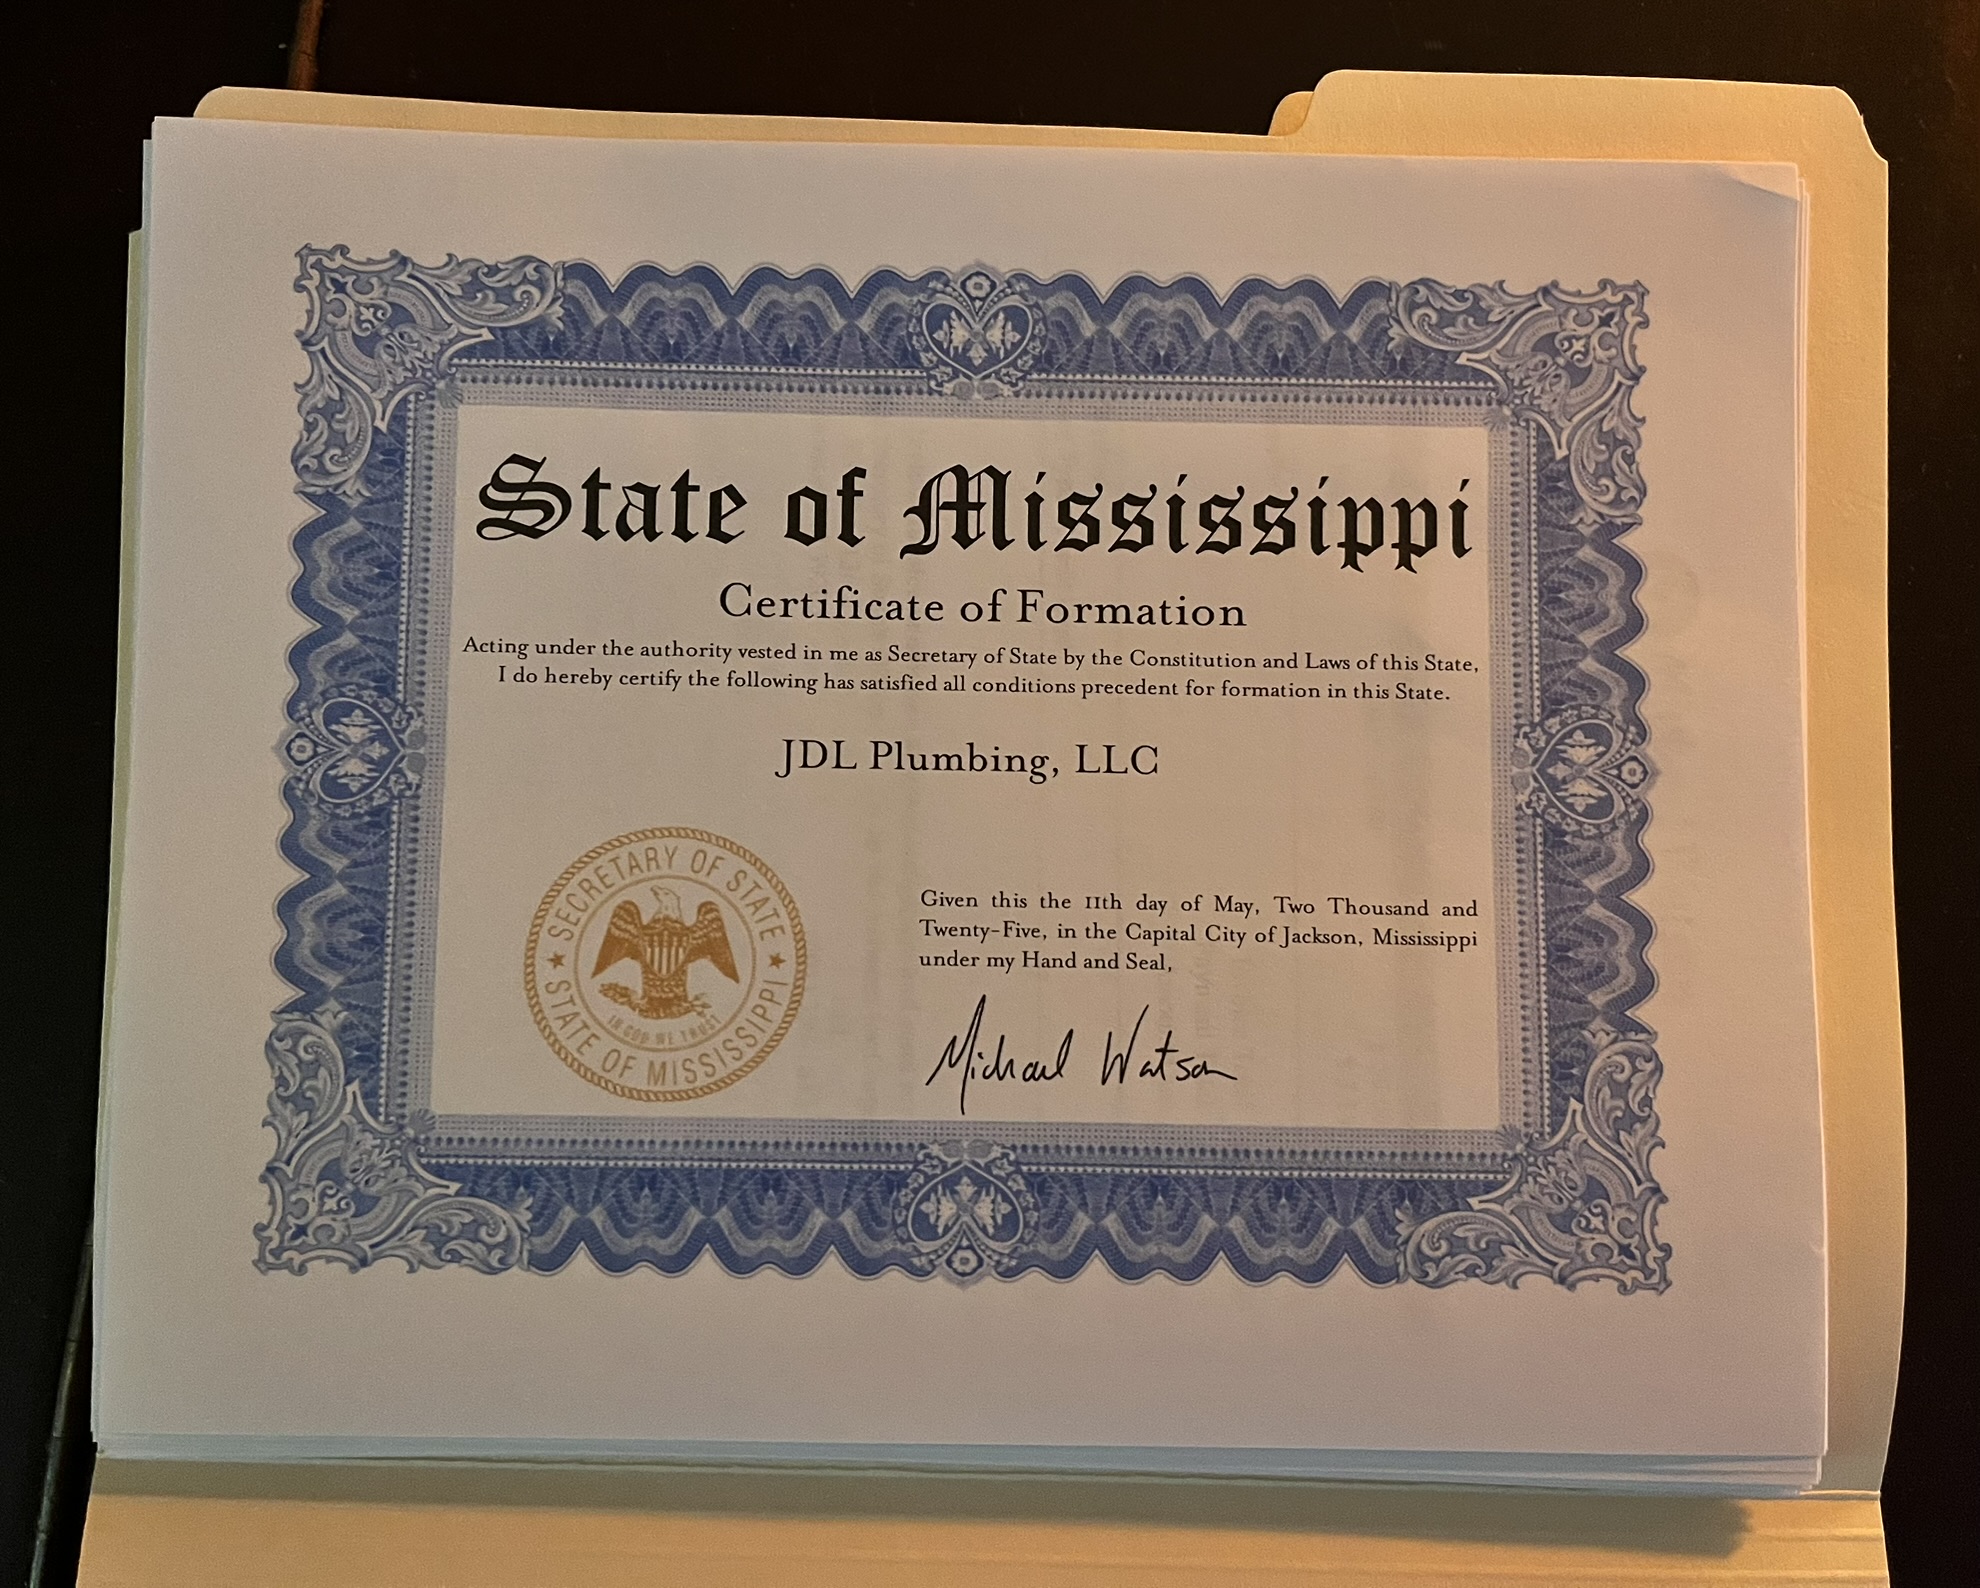 State of Mississippi
Certificate of Formation
Acting under the authority vested in me as Secretary of State by the Constitution and Laws of this State,
I do hereby certify the following has satisfied all conditions precedent for formation in this State.
JDL Plumbing, LLC
SECRETARY OF STATE
IN GOD WE TRUST
STATE OF MISSISSIPPI
Given this the 11th day of May, Two Thousand and
Twenty-Five, in the Capital City of Jackson, Mississippi
under my Hand and Seal,
Michael Watson